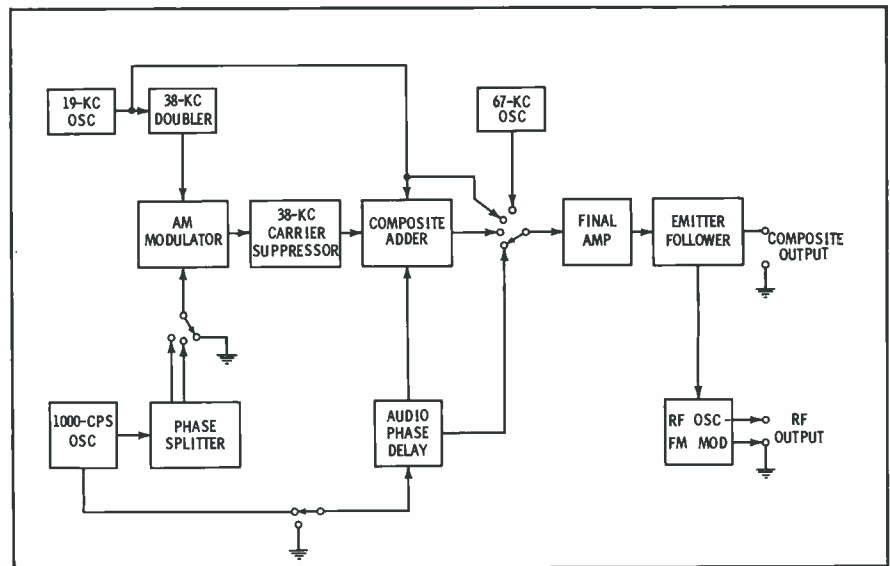 19-KC
OSC
38-KC
DOUBLER
67-KC
OSC
AM
MODULATOR
38-KC
CARRIER
SUPPRESSOR
COMPOSITE
ADDER
FINAL
AMP
EMITTER
FOLLOWER
COMPOSITE
OUTPUT
1000-CPS
OSC
PHASE
SPLITTER
AUDIO
PHASE
DELAY
RF OSC
FM MOD
RF
OUTPUT